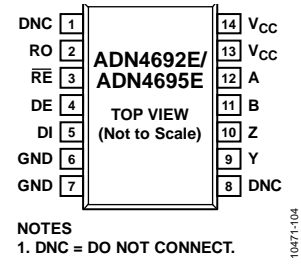 DNC 1
RO 2
RE 3
DE 4
DI 5
GND 6
GND 7
ADN4692E/
ADN4695E
TOP VIEW
(Not to Scale)
14 VCC
13 VCC
12 A
11 B
10 Z
9 Y
8 DNC
NOTES
1. DNC = DO NOT CONNECT.
10471-104